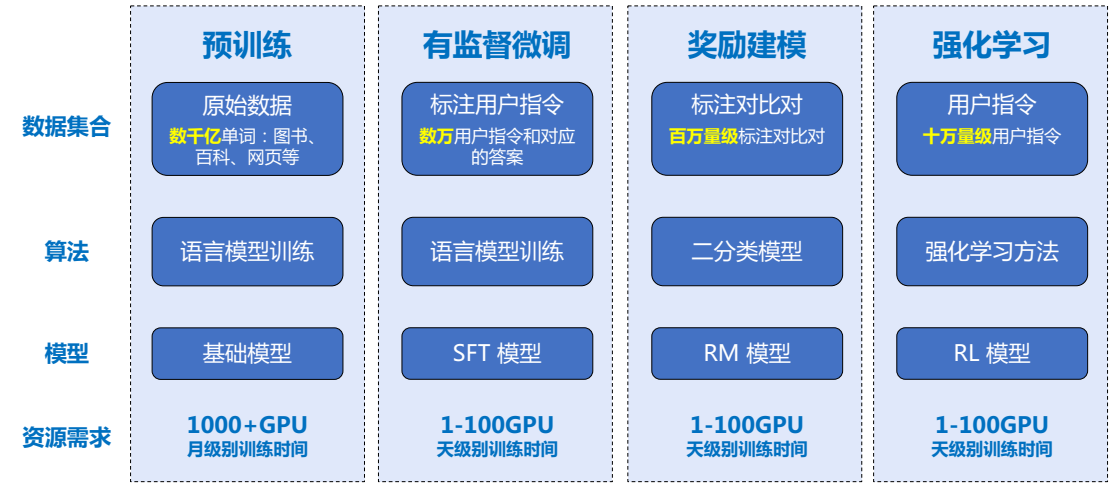 预训练
有监督微调
奖励建模
强化学习
数据集合
原始数据
数千亿单词：图书、
百科、网页等
标注用户指令
数万用户指令和对应
的答案
标注对比对
百万量级标注对比对
用户指令
十万量级用户指令
算法
语言模型训练
语言模型训练
二分类模型
强化学习方法
模型
基础模型
SFT 模型
RM 模型
RL 模型
资源需求
1000+GPU
月级别训练时间
1-100GPU
天级别训练时间
1-100GPU
天级别训练时间
1-100GPU
天级别训练时间